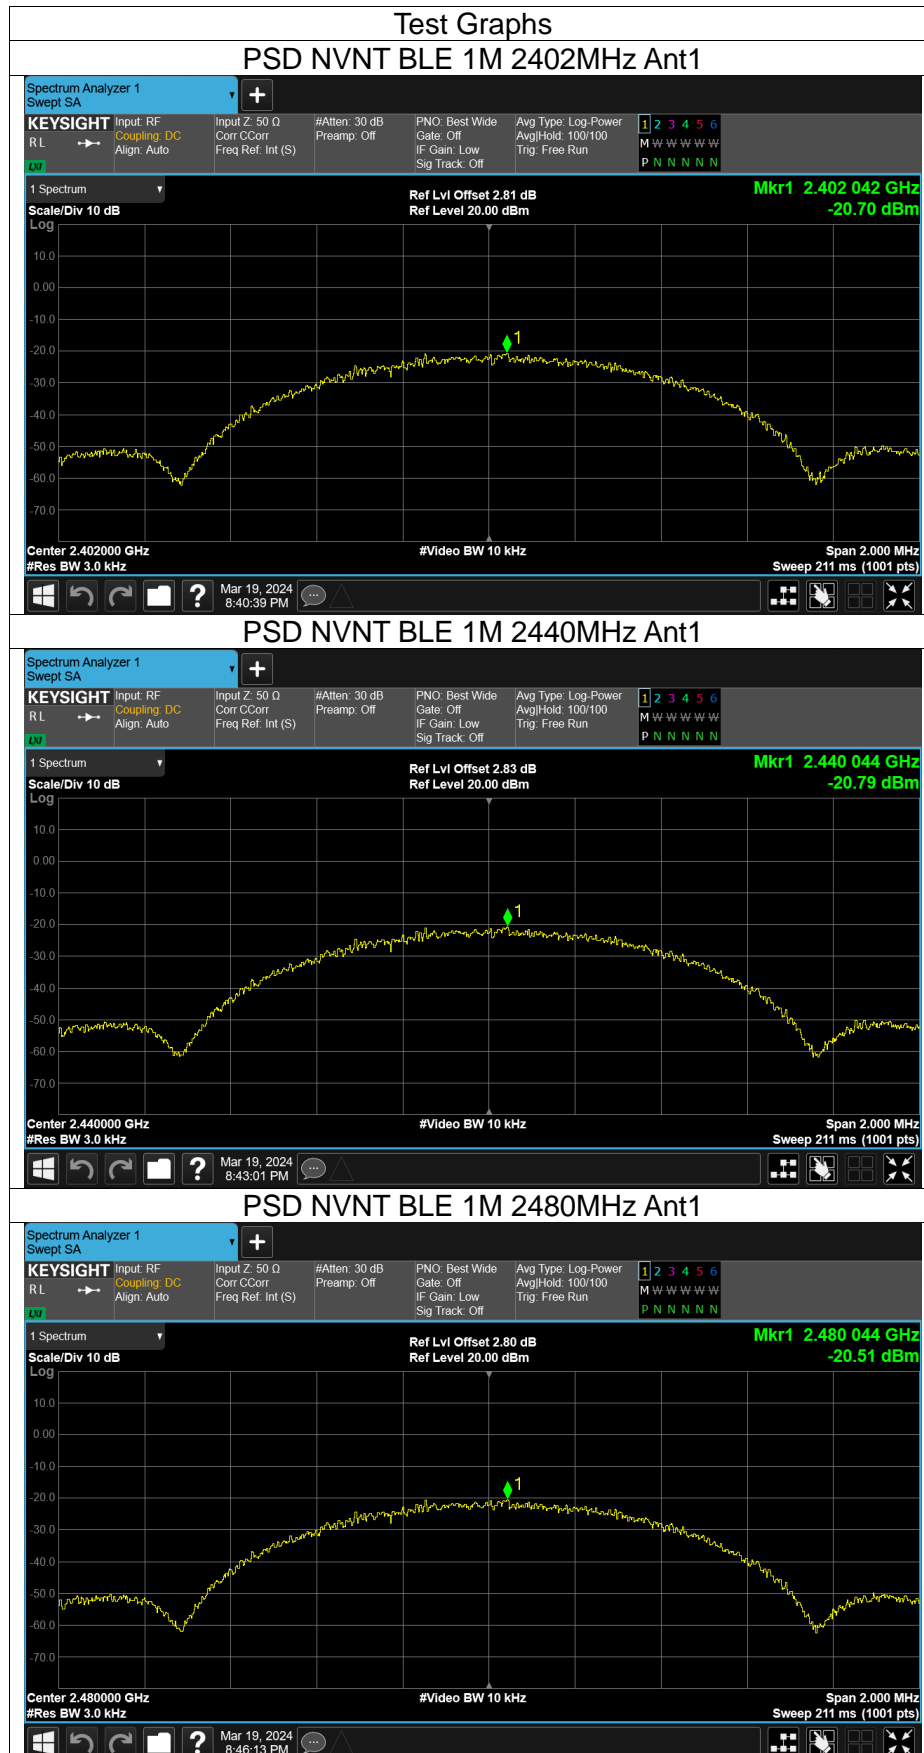 Test Graphs
PSD NVNT BLE 1M 2402MHz Ant1
Spectrum Analyzer 1
Swept SA
+
KEYSIGHT Input: RF Input Z: 50 Ω #Atten: 30 dB PNO: Best Wide Avg Type: Log-Power 1 2 3 4 5 6
RL Coupling: DC Corr CCorr Preamp: Off Gate: Off Avg|Hold: 100/100 M W W W W W
Align: Auto Freq Ref: Int (S) IF Gain: Low Trig: Free Run
LXI Sig Track: Off P N N N N N
1 Spectrum Ref Lvl Offset 2.81 dB Mkr1 2.402 042 GHz
Scale/Div 10 dB Ref Level 20.00 dBm -20.70 dBm
Log
10.0
0.00
-10.0
1
-20.0
-30.0
-40.0
-50.0
-60.0
-70.0
Center 2.402000 GHz #Video BW 10 kHz Span 2.000 MHz
#Res BW 3.0 kHz Sweep 211 ms (1001 pts)
? Mar 19, 2024
8:40:39 PM
PSD NVNT BLE 1M 2440MHz Ant1
Spectrum Analyzer 1
Swept SA
+
KEYSIGHT Input: RF Input Z: 50 Ω #Atten: 30 dB PNO: Best Wide Avg Type: Log-Power 1 2 3 4 5 6
RL Coupling: DC Corr CCorr Preamp: Off Gate: Off Avg|Hold: 100/100 M W W W W W
Align: Auto Freq Ref: Int (S) IF Gain: Low Trig: Free Run
LXI Sig Track: Off P N N N N N
1 Spectrum Ref Lvl Offset 2.83 dB Mkr1 2.440 044 GHz
Scale/Div 10 dB Ref Level 20.00 dBm -20.79 dBm
Log
10.0
0.00
-10.0
1
-20.0
-30.0
-40.0
-50.0
-60.0
-70.0
Center 2.440000 GHz #Video BW 10 kHz Span 2.000 MHz
#Res BW 3.0 kHz Sweep 211 ms (1001 pts)
? Mar 19, 2024
8:43:01 PM
PSD NVNT BLE 1M 2480MHz Ant1
Spectrum Analyzer 1
Swept SA
+
KEYSIGHT Input: RF Input Z: 50 Ω #Atten: 30 dB PNO: Best Wide Avg Type: Log-Power 1 2 3 4 5 6
RL Coupling: DC Corr CCorr Preamp: Off Gate: Off Avg|Hold: 100/100 M W W W W W
Align: Auto Freq Ref: Int (S) IF Gain: Low Trig: Free Run
LXI Sig Track: Off P N N N N N
1 Spectrum Ref Lvl Offset 2.80 dB Mkr1 2.480 044 GHz
Scale/Div 10 dB Ref Level 20.00 dBm -20.51 dBm
Log
10.0
0.00
-10.0
1
-20.0
-30.0
-40.0
-50.0
-60.0
-70.0
Center 2.480000 GHz #Video BW 10 kHz Span 2.000 MHz
#Res BW 3.0 kHz Sweep 211 ms (1001 pts)
? Mar 19, 2024
8:46:13 PM